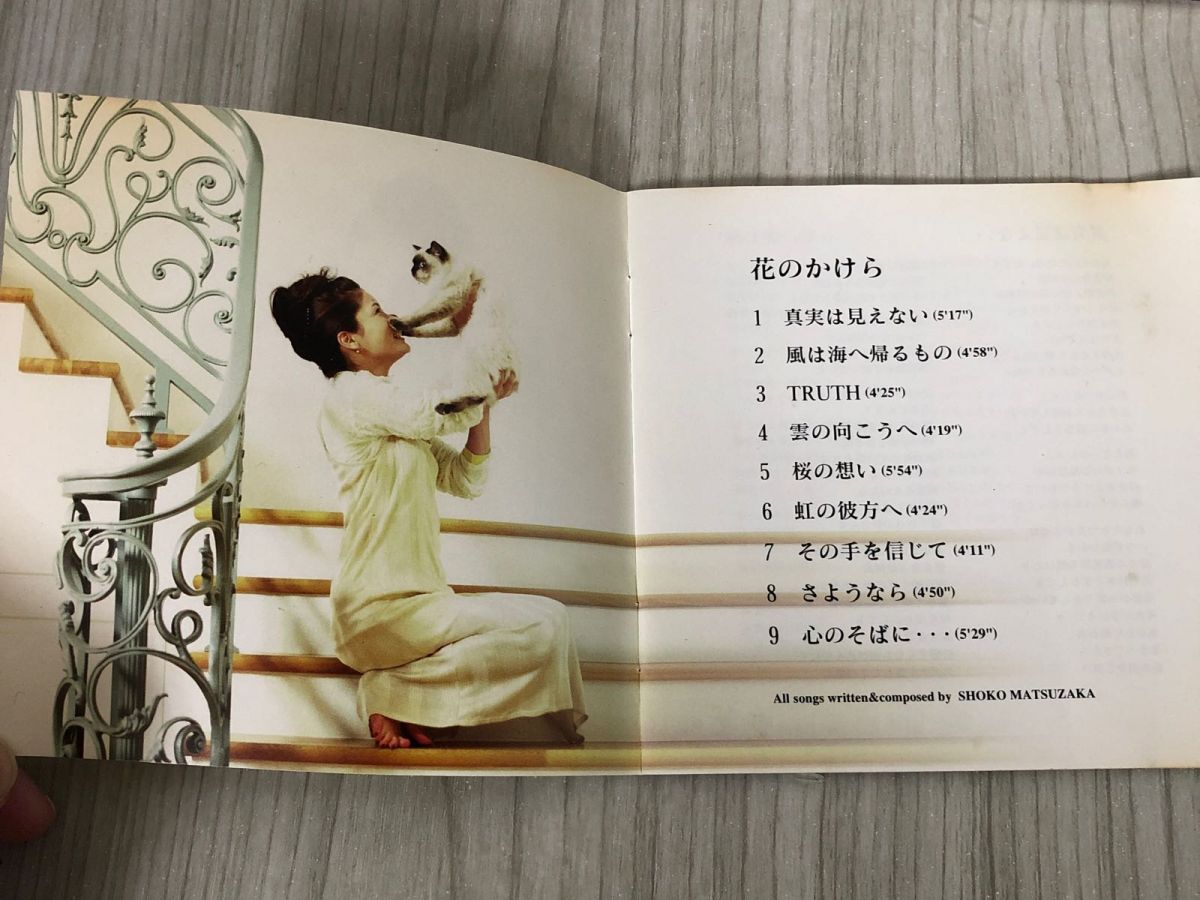 花のかけら
1 真実は見えない (5'17")
2 風は海へ帰るもの (4'58")
3 TRUTH (4'25")
4 雲の向こうへ (4'19")
5 桜の想い (5'54")
6 虹の彼方へ (4'24")
7 その手を信じて (4'11")
8 さようなら (4'50")
9 心のそばに・・・ (5'29")
All songs written&composed by SHOKO MATSUZAKA